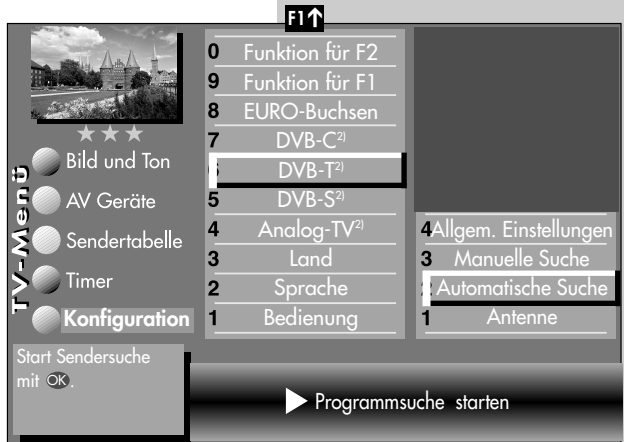 F1↑
0 Funktion für F2
9 Funktion für F1
8 EURO-Buchsen
7 DVB-C2)
6 DVB-T2)
5 DVB-S2)
4 Analog-TV2)
3 Land
2 Sprache
1 Bedienung
TV-Menü
Bild und Ton
AV Geräte
Sendertabelle
Timer
Konfiguration
4 Allgem. Einstellungen
3 Manuelle Suche
2 Automatische Suche
1 Antenne
Start Sendersuche
mit OK.
Programmsuche starten